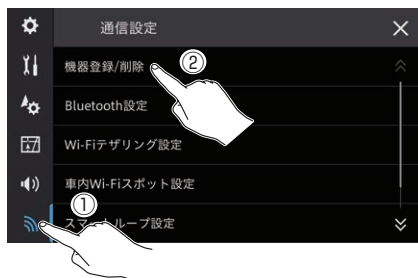 通信設定
機器登録/削除
②
Bluetooth設定
Wi-Fiテザリング設定
車内Wi-Fiスポット設定
①
スマートループ設定